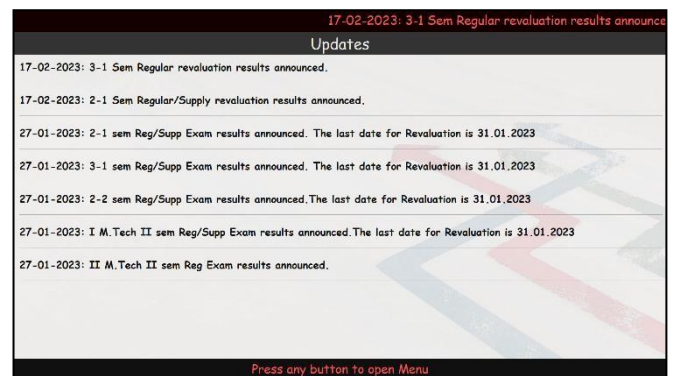 17-02-2023: 3-1 Sem Regular revaluation results announce
Updates
17-02-2023: 3-1 Sem Regular revaluation results announced.
17-02-2023: 2-1 Sem Regular/Supply revaluation results announced.
27-01-2023: 2-1 sem Reg/Supp Exam results announced. The last date for Revaluation is 31.01.2023
27-01-2023: 3-1 sem Reg/Supp Exam results announced. The last date for Revaluation is 31.01.2023
27-01-2023: 2-2 sem Reg/Supp Exam results announced.The last date for Revaluation is 31.01.2023
27-01-2023: I M.Tech II sem Reg/Supp Exam results announced.The last date for Revaluation is 31.01.2023
27-01-2023: II M.Tech II sem Reg Exam results announced.
Press any button to open Menu